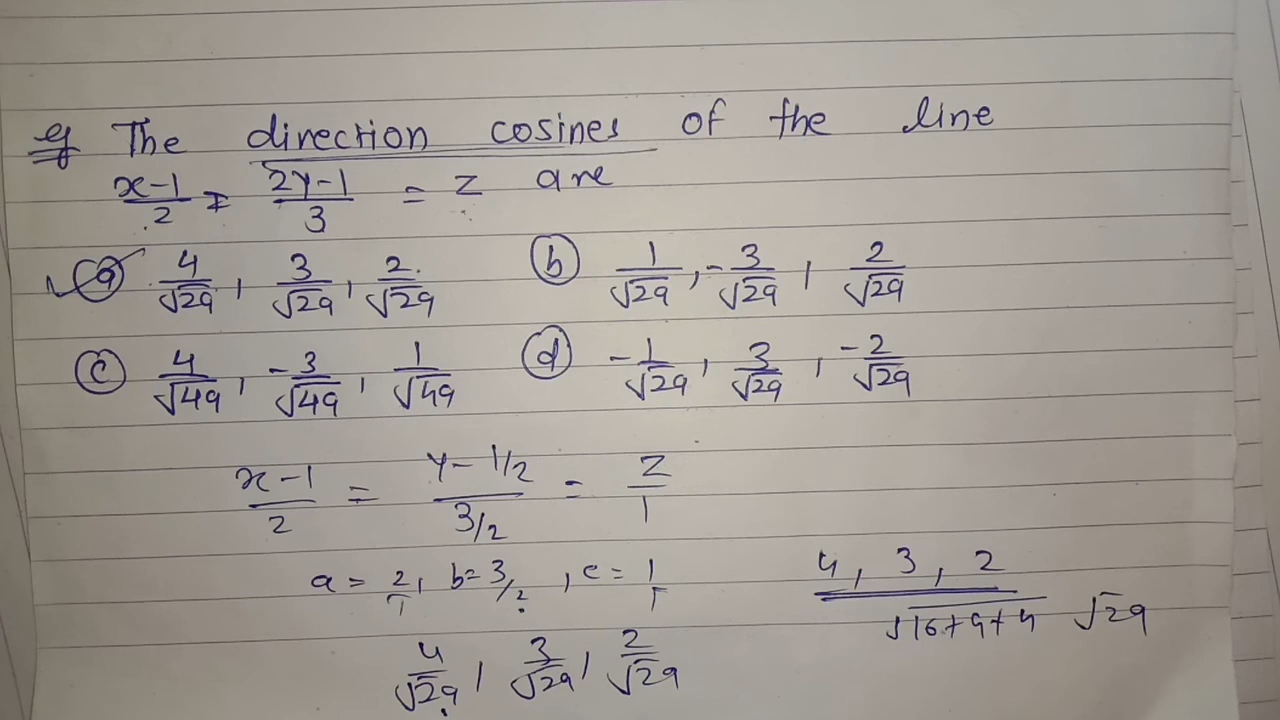 eg The direction cosines of the line
x-1/2 = 2y-1/3 = z are
(a) 4/√29, 3/√29, 2/√29 (b) 1/√29, -3/√29, 2/√29
(c) 4/√49, -3/√49, 1/√49 (d) -1/√29, 3/√29, -2/√29
x-1/2 = y-1/2/3/2 = z/1
a = 2/1, b = 3/2, c = 1/1 4, 3, 2
√16+9+4 √29
4/√29, 3/√29, 2/√29